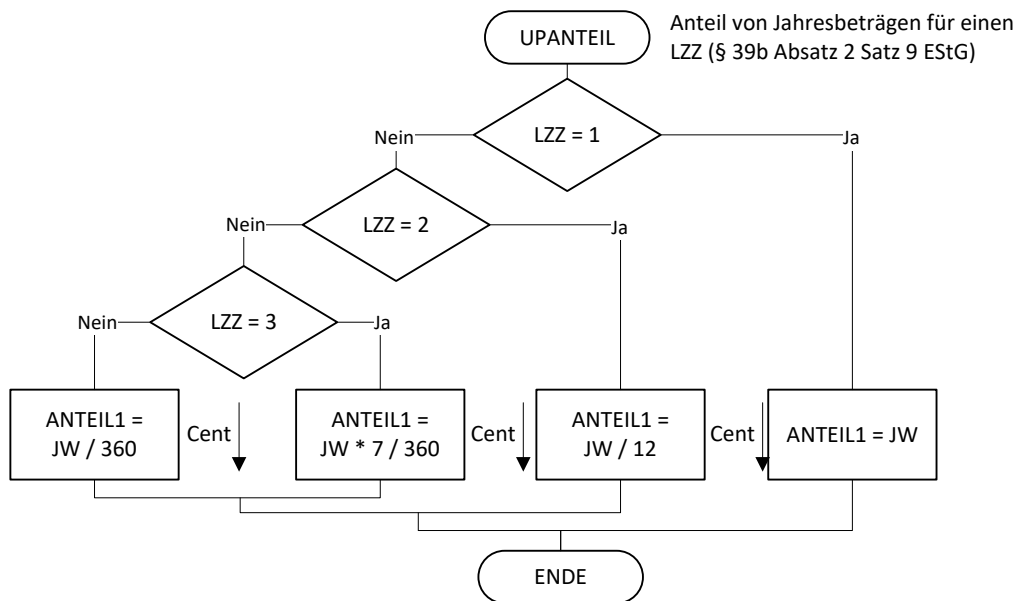 UPANTEIL
Anteil von Jahresbeträgen für einen
LZZ (§ 39b Absatz 2 Satz 9 EStG)
LZZ = 1
Nein
Ja
LZZ = 2
Nein
Ja
LZZ = 3
Nein
Ja
ANTEIL1 =
JW / 360
Cent
ANTEIL1 =
JW * 7 / 360
Cent
ANTEIL1 =
JW / 12
Cent
ANTEIL1 = JW
ENDE